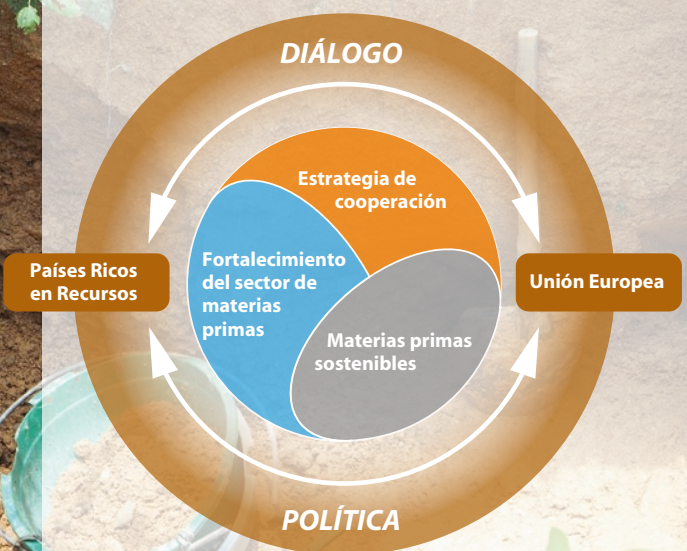 DIÁLOGO
Estrategia de
cooperación
Países Ricos
en Recursos
Fortalecimiento
del sector de
materias
primas
Unión Europea
Materias primas
sostenibles
POLÍTICA